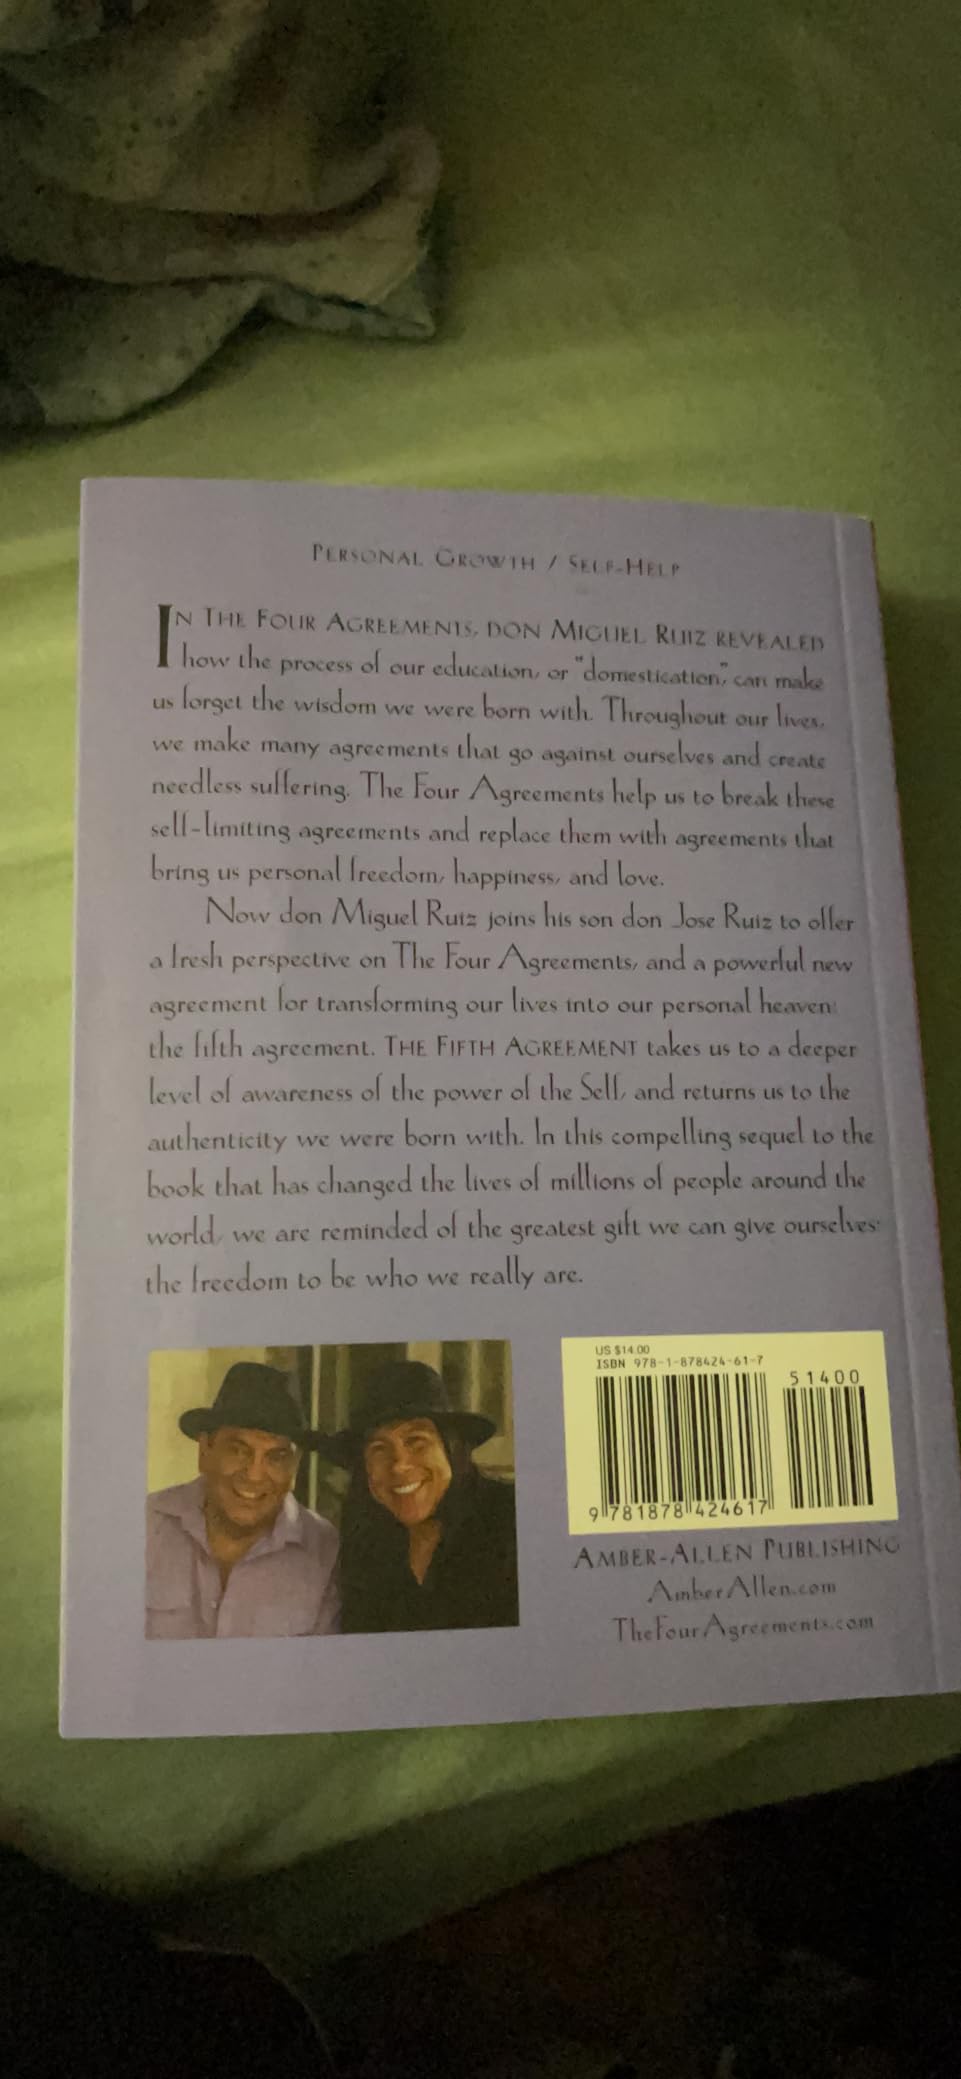 PERSONAL GROWTH / SELF-HELP
IN THE FOUR AGREEMENTS, DON MIGUEL RUIZ REVEALED
how the process of our education, or "domestication," can make
us forget the wisdom we were born with. Throughout our lives,
we make many agreements that go against ourselves and create
needless suffering. The Four Agreements help us to break these
self-limiting agreements and replace them with agreements that
bring us personal freedom, happiness, and love.
Now don Miguel Ruiz joins his son don Jose Ruiz to offer
a fresh perspective on The Four Agreements, and a powerful new
agreement for transforming our lives into our personal heaven:
the fifth agreement. THE FIFTH AGREEMENT takes us to a deeper
level of awareness of the power of the Self, and returns us to the
authenticity we were born with. In this compelling sequel to the
book that has changed the lives of millions of people around the
world, we are reminded of the greatest gift we can give ourselves:
the freedom to be who we really are.
US $14.00
ISBN 978-1-878424-61-7
51400
9 781878 424617
AMBER-ALLEN PUBLISHING
AmberAllen.com
TheFourAgreements.com